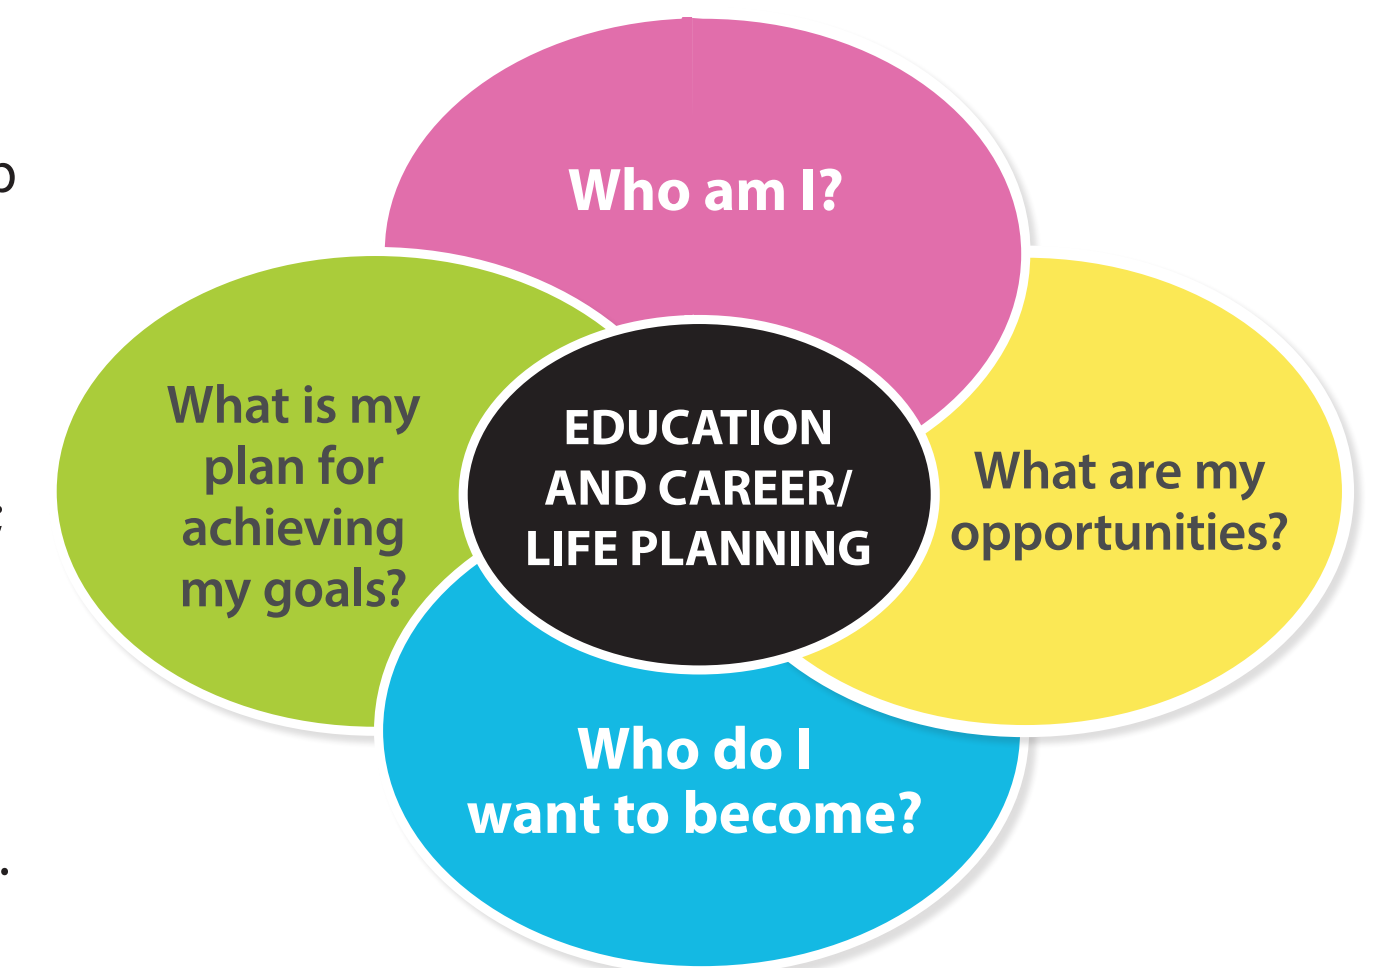 Who am I?
What are my
opportunities?
Who do I
want to become?
What is my
plan for
achieving
my goals?
EDUCATION
AND CAREER/
LIFE PLANNING